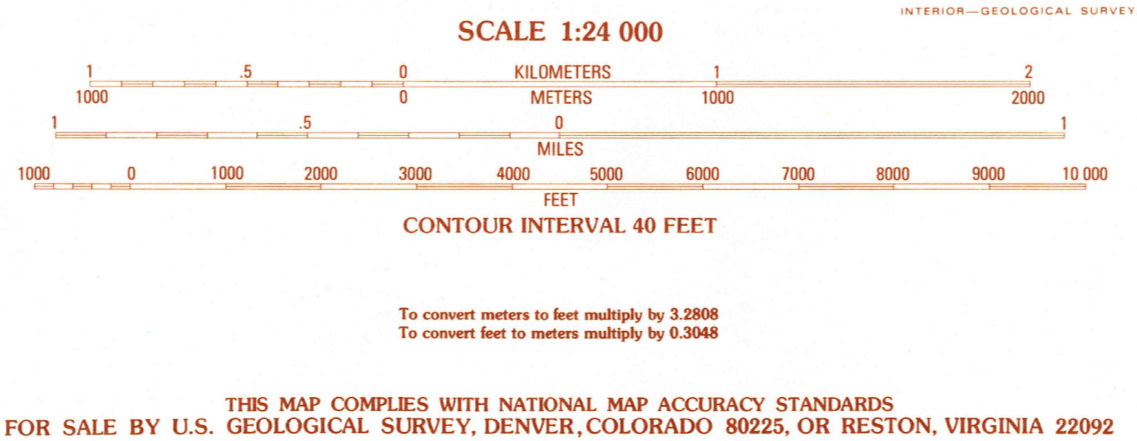 INTERIOR—GEOLOGICAL SURVEY
SCALE 1:24 000
1 .5 0 KILOMETERS 1 2
1000 0 METERS 1000 2000
1 .5 0 1
MILES
1000 0 1000 2000 3000 4000 5000 6000 7000 8000 9000 10 000
FEET
CONTOUR INTERVAL 40 FEET
To convert meters to feet multiply by 3.2808
To convert feet to meters multiply by 0.3048
THIS MAP COMPLIES WITH NATIONAL MAP ACCURACY STANDARDS
FOR SALE BY U.S. GEOLOGICAL SURVEY, DENVER, COLORADO 80225, OR RESTON, VIRGINIA 22092